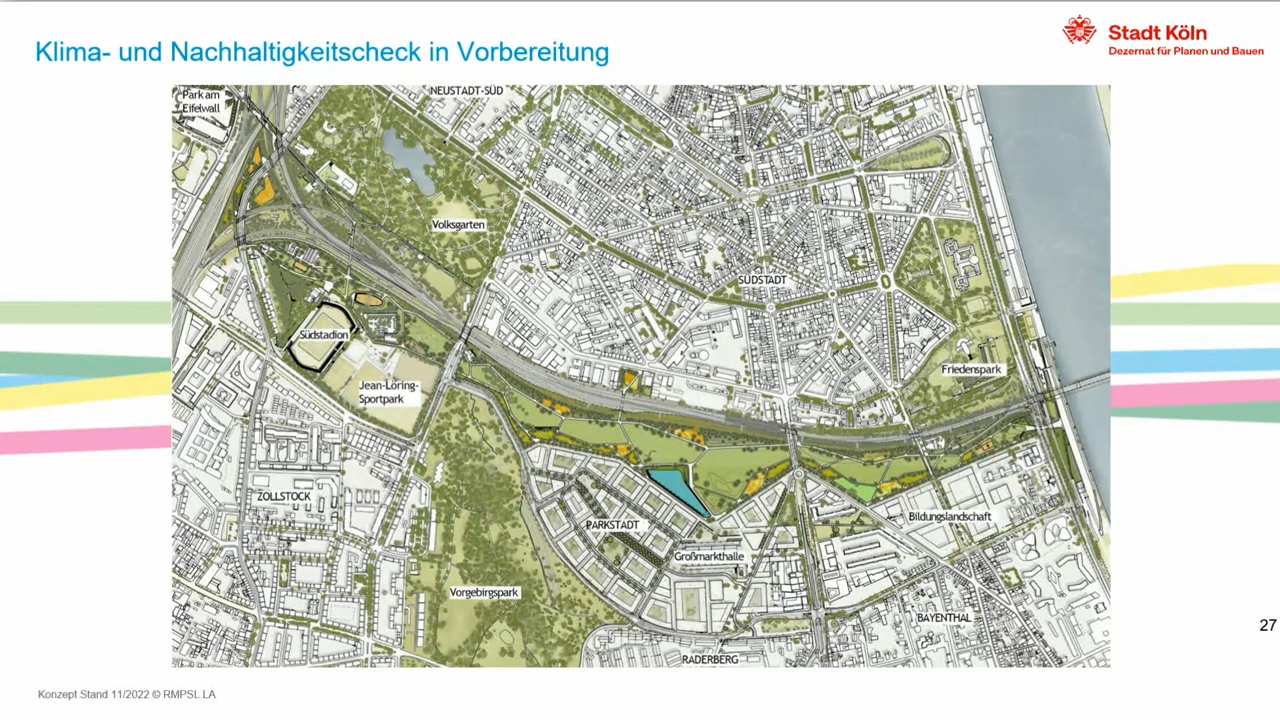 Klima- und Nachhaltigkeitscheck in Vorbereitung
Stadt Köln
Dezernat für Planen und Bauen
Park am
Eifelwall
NEUSTADT-SÜD
Volksgarten
SÜDSTADT
Südstadion
Friedenspark
Jean-Löring-
Sportpark
ZOLLSTOCK
PARKSTADT
Bildungslandschaft
Großmarkthalle
Vorgebirgspark
BAYENTHAL
RADERBERG
27
Konzept Stand 11/2022 © RMPSL.LA